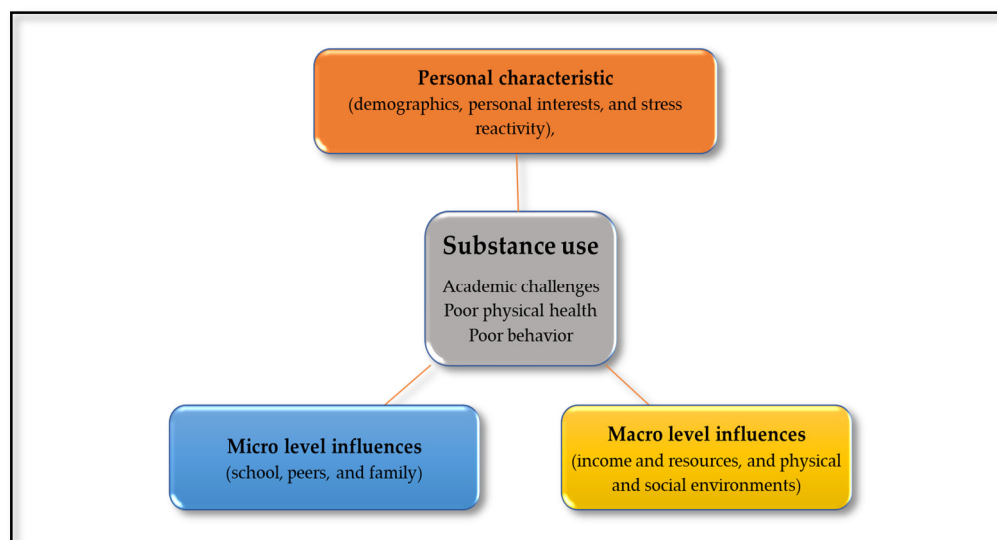 Personal characteristic
(demographics, personal interests, and stress
reactivity),
Substance use
Academic challenges
Poor physical health
Poor behavior
Micro level influences
(school, peers, and family)
Macro level influences
(income and resources, and physical
and social environments)